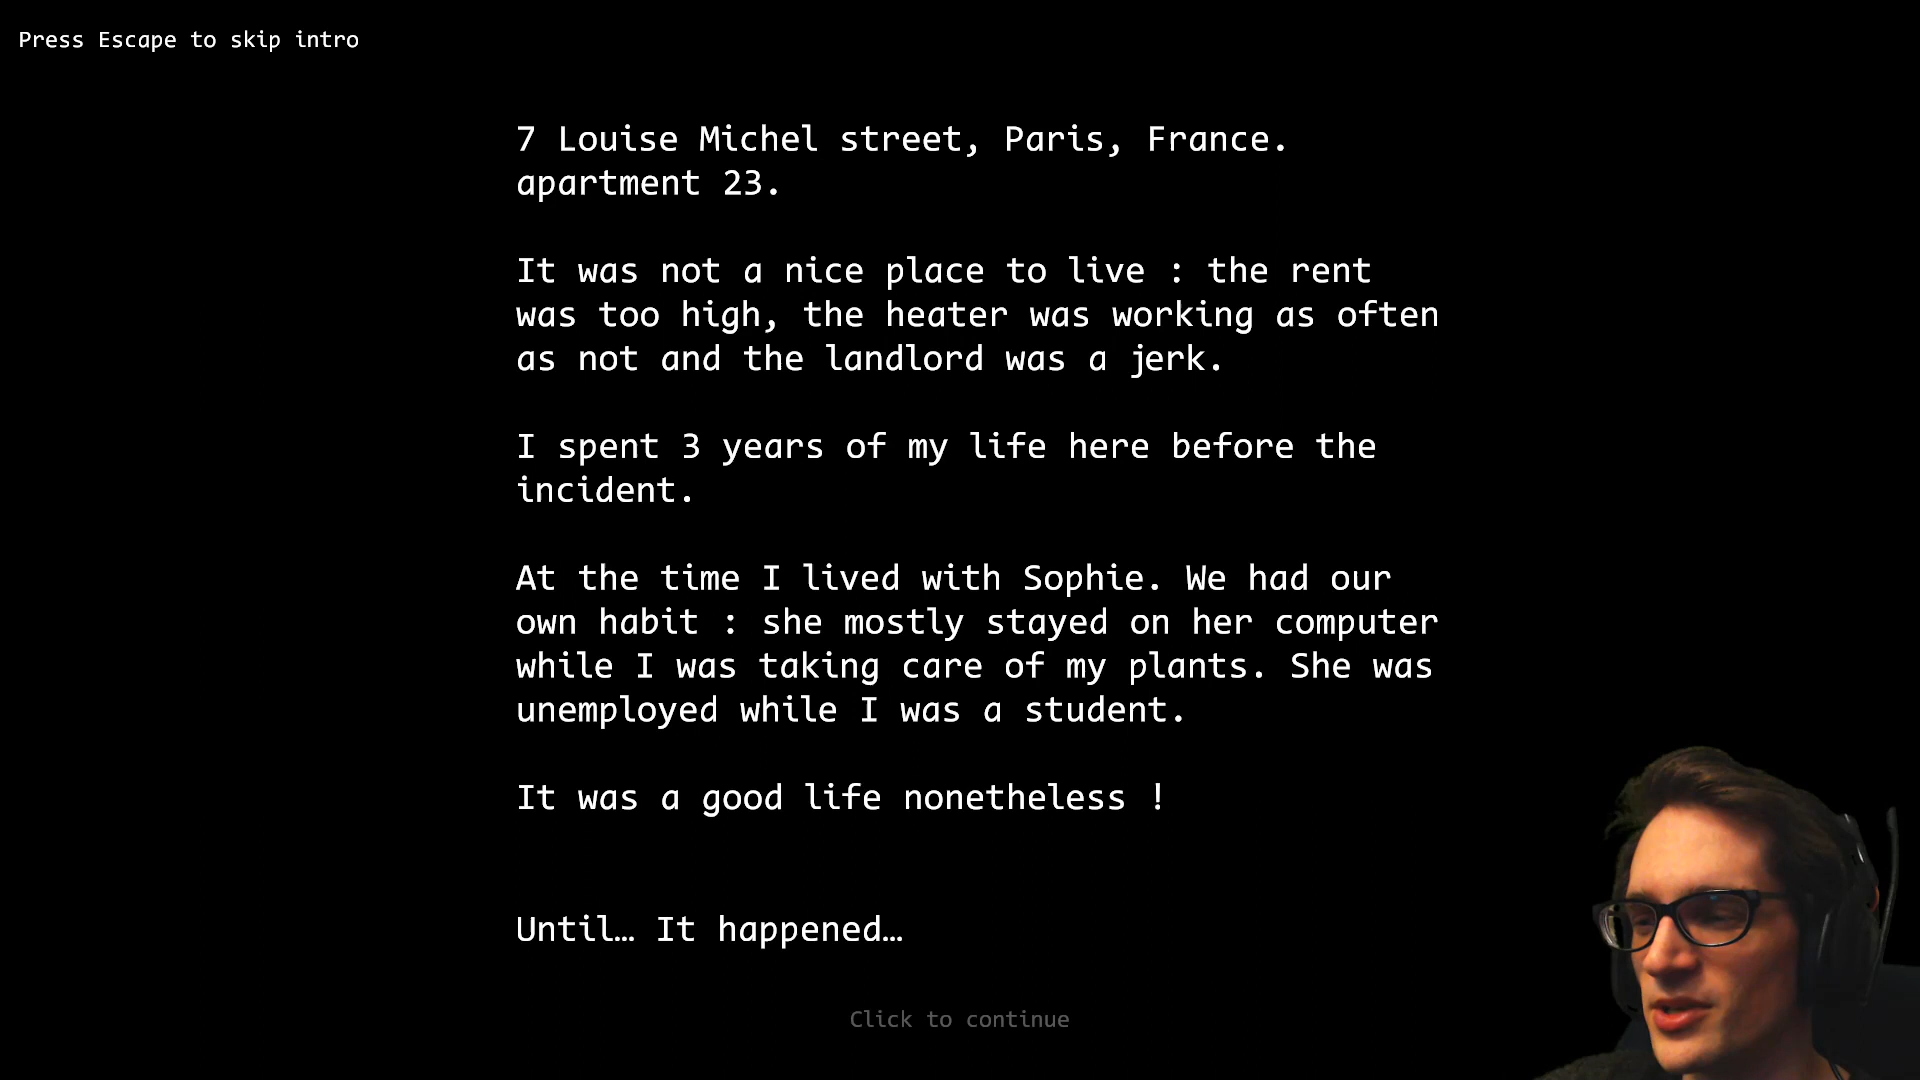 Press Escape to skip intro
7 Louise Michel street, Paris, France.
apartment 23.
It was not a nice place to live : the rent
was too high, the heater was working as often
as not and the landlord was a jerk.
I spent 3 years of my life here before the
incident.
At the time I lived with Sophie. We had our
own habit : she mostly stayed on her computer
while I was taking care of my plants. She was
unemployed while I was a student.
It was a good life nonetheless !
Until… It happened…
Click to continue